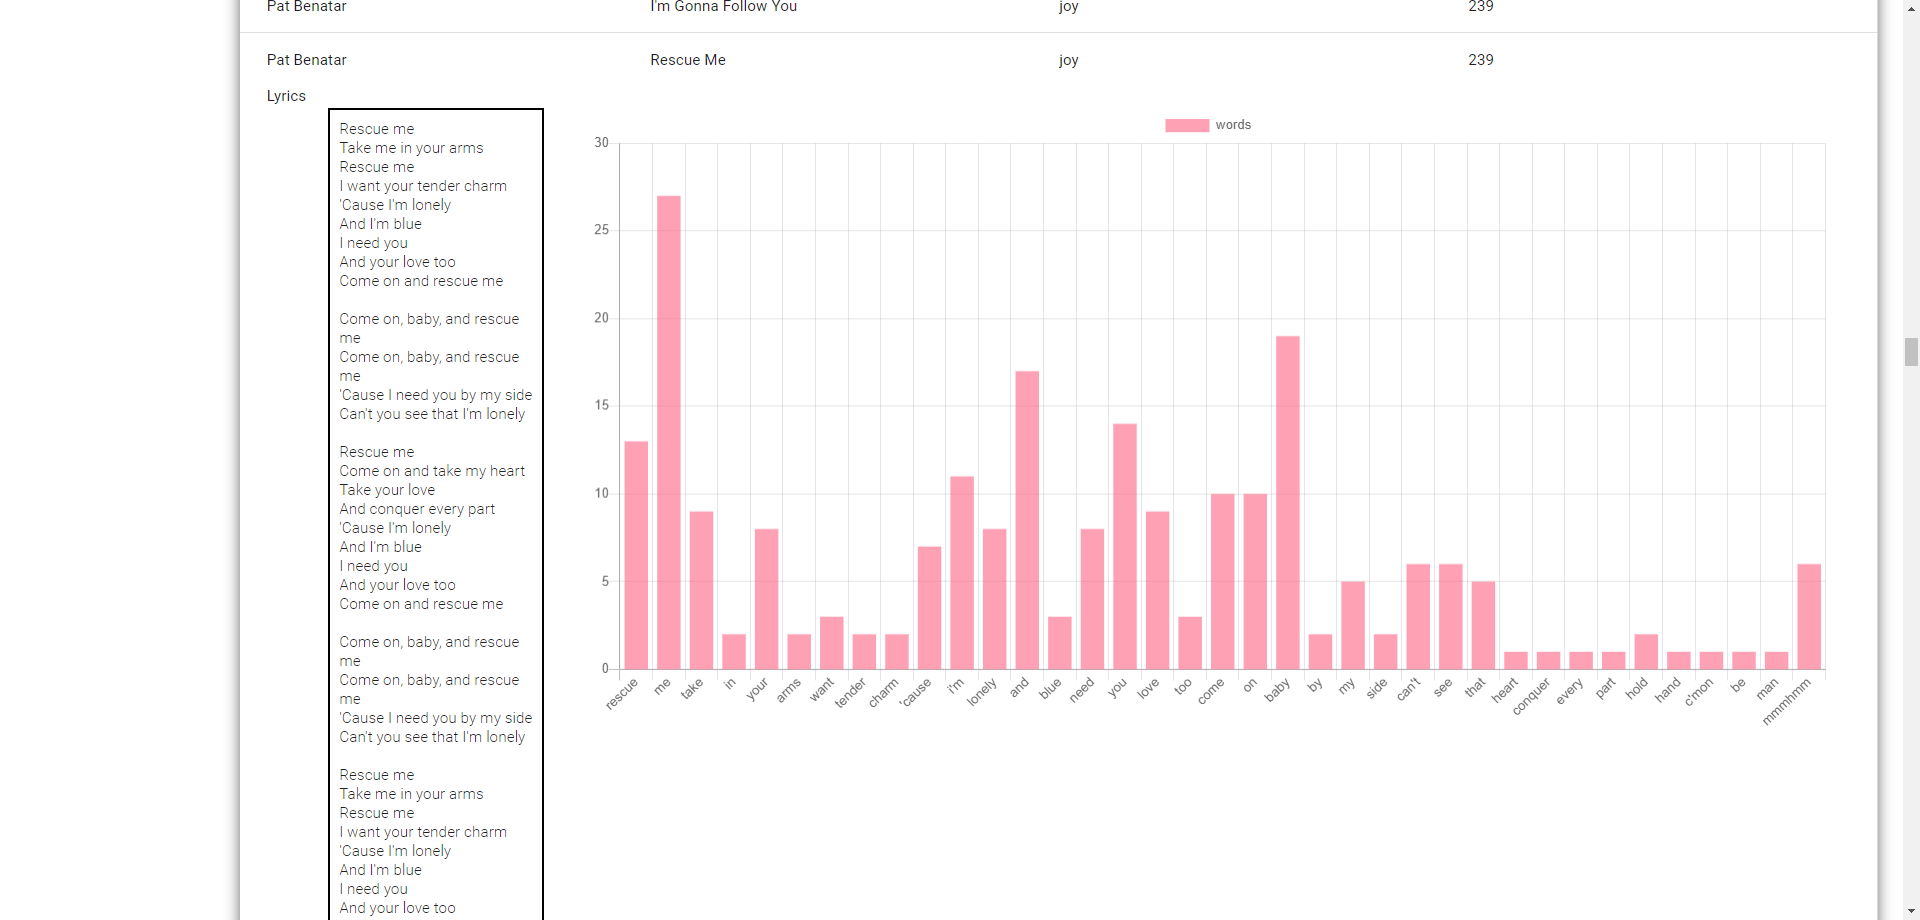 Pat Benatar I'm Gonna Follow You joy 239
Pat Benatar Rescue Me joy 239
Lyrics
Rescue me
Take me in your arms
Rescue me
I want your tender charm
'Cause I'm lonely
And I'm blue
I need you
And your love too
Come on and rescue me
Come on, baby, and rescue
me
Come on, baby, and rescue
me
'Cause I need you by my side
Can't you see that I'm lonely
Rescue me
Come on and take my heart
Take your love
And conquer every part
'Cause I'm lonely
And I'm blue
I need you
And your love too
Come on and rescue me
Come on, baby, and rescue
me
Come on, baby, and rescue
me
'Cause I need you by my side
Can't you see that I'm lonely
Rescue me
Take me in your arms
Rescue me
I want your tender charm
'Cause I'm lonely
And I'm blue
I need you
And your love too
words
30
25
20
15
10
5
0
rescue me take in your arms want tender charm 'cause i'm lonely and blue need you love too come on baby by my side can't see that heart conquer every part hold hand c'mon be man mmmhmm